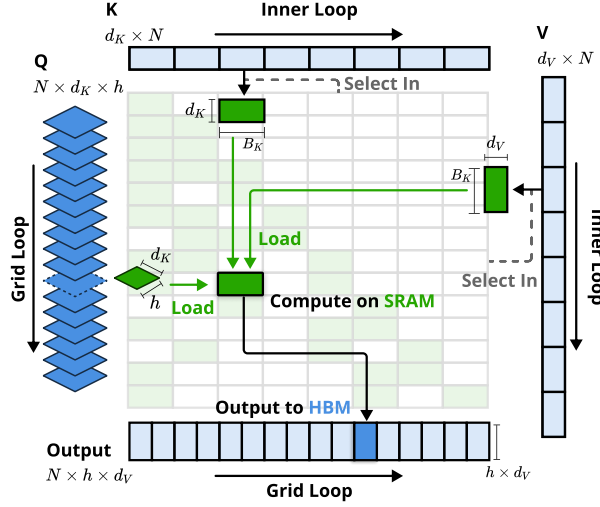 K
Inner Loop
d_K × N
V
Q
d_V × N
N × d_K × h
Select In
d_K
B_K
d_V
B_K
Grid Loop
Inner Loop
Load
d_K
h
Load
Select In
Compute on SRAM
Output to HBM
Output
N × h × d_V
h × d_V
Grid Loop